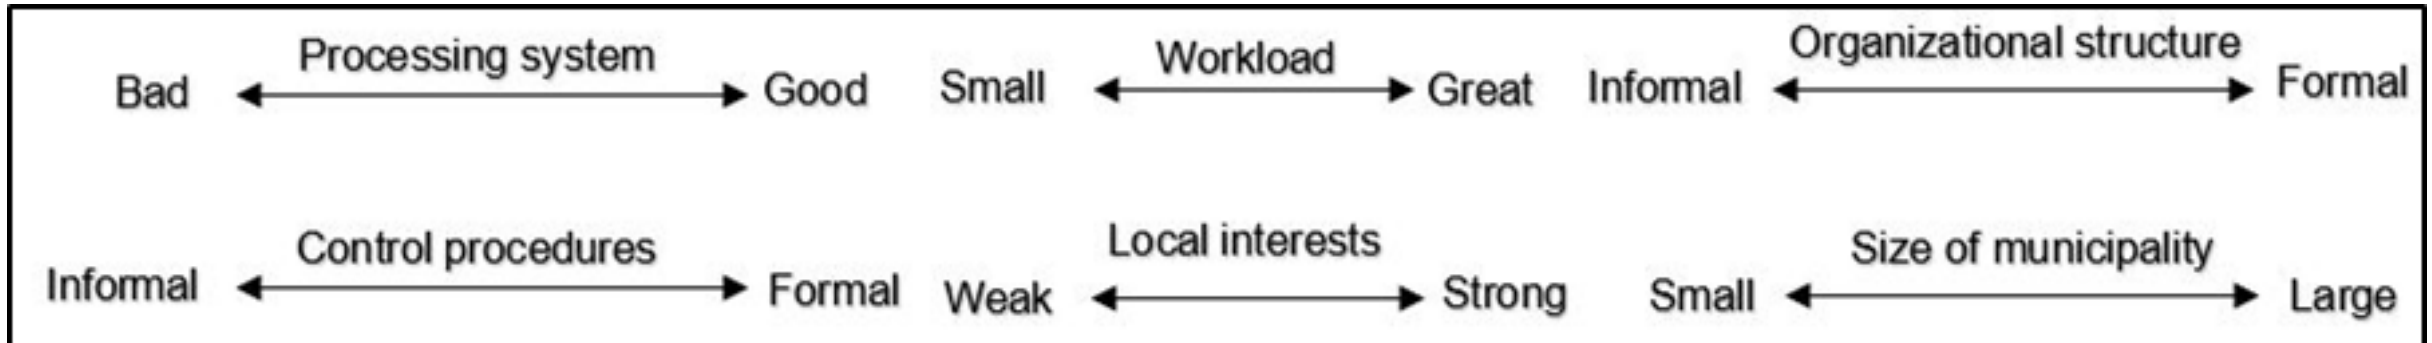 Processing system
Bad Good
Workload
Small Great
Organizational structure
Informal Formal
Control procedures
Informal Formal
Local interests
Weak Strong
Size of municipality
Small Large